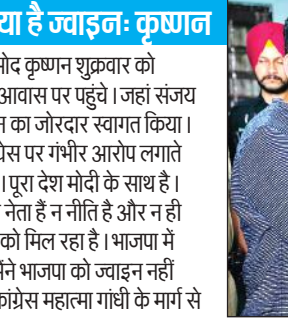 या है ज्वाइनः कृष्णन
मोद कृष्णन शुक्रवार को
आवास पर पहुंचे । जहां संजय
न का जोरदार स्वागत किया ।
ग्रेस पर गंभीर आरोप लगाते
। पूरा देश मोदी के साथ है ।
नेता हैं न नीति है और न ही
को मिल रहा है । भाजपा में
मैंने भाजपा को ज्वाइन नहीं
कांग्रेस महात्मा गांधी के मार्ग से